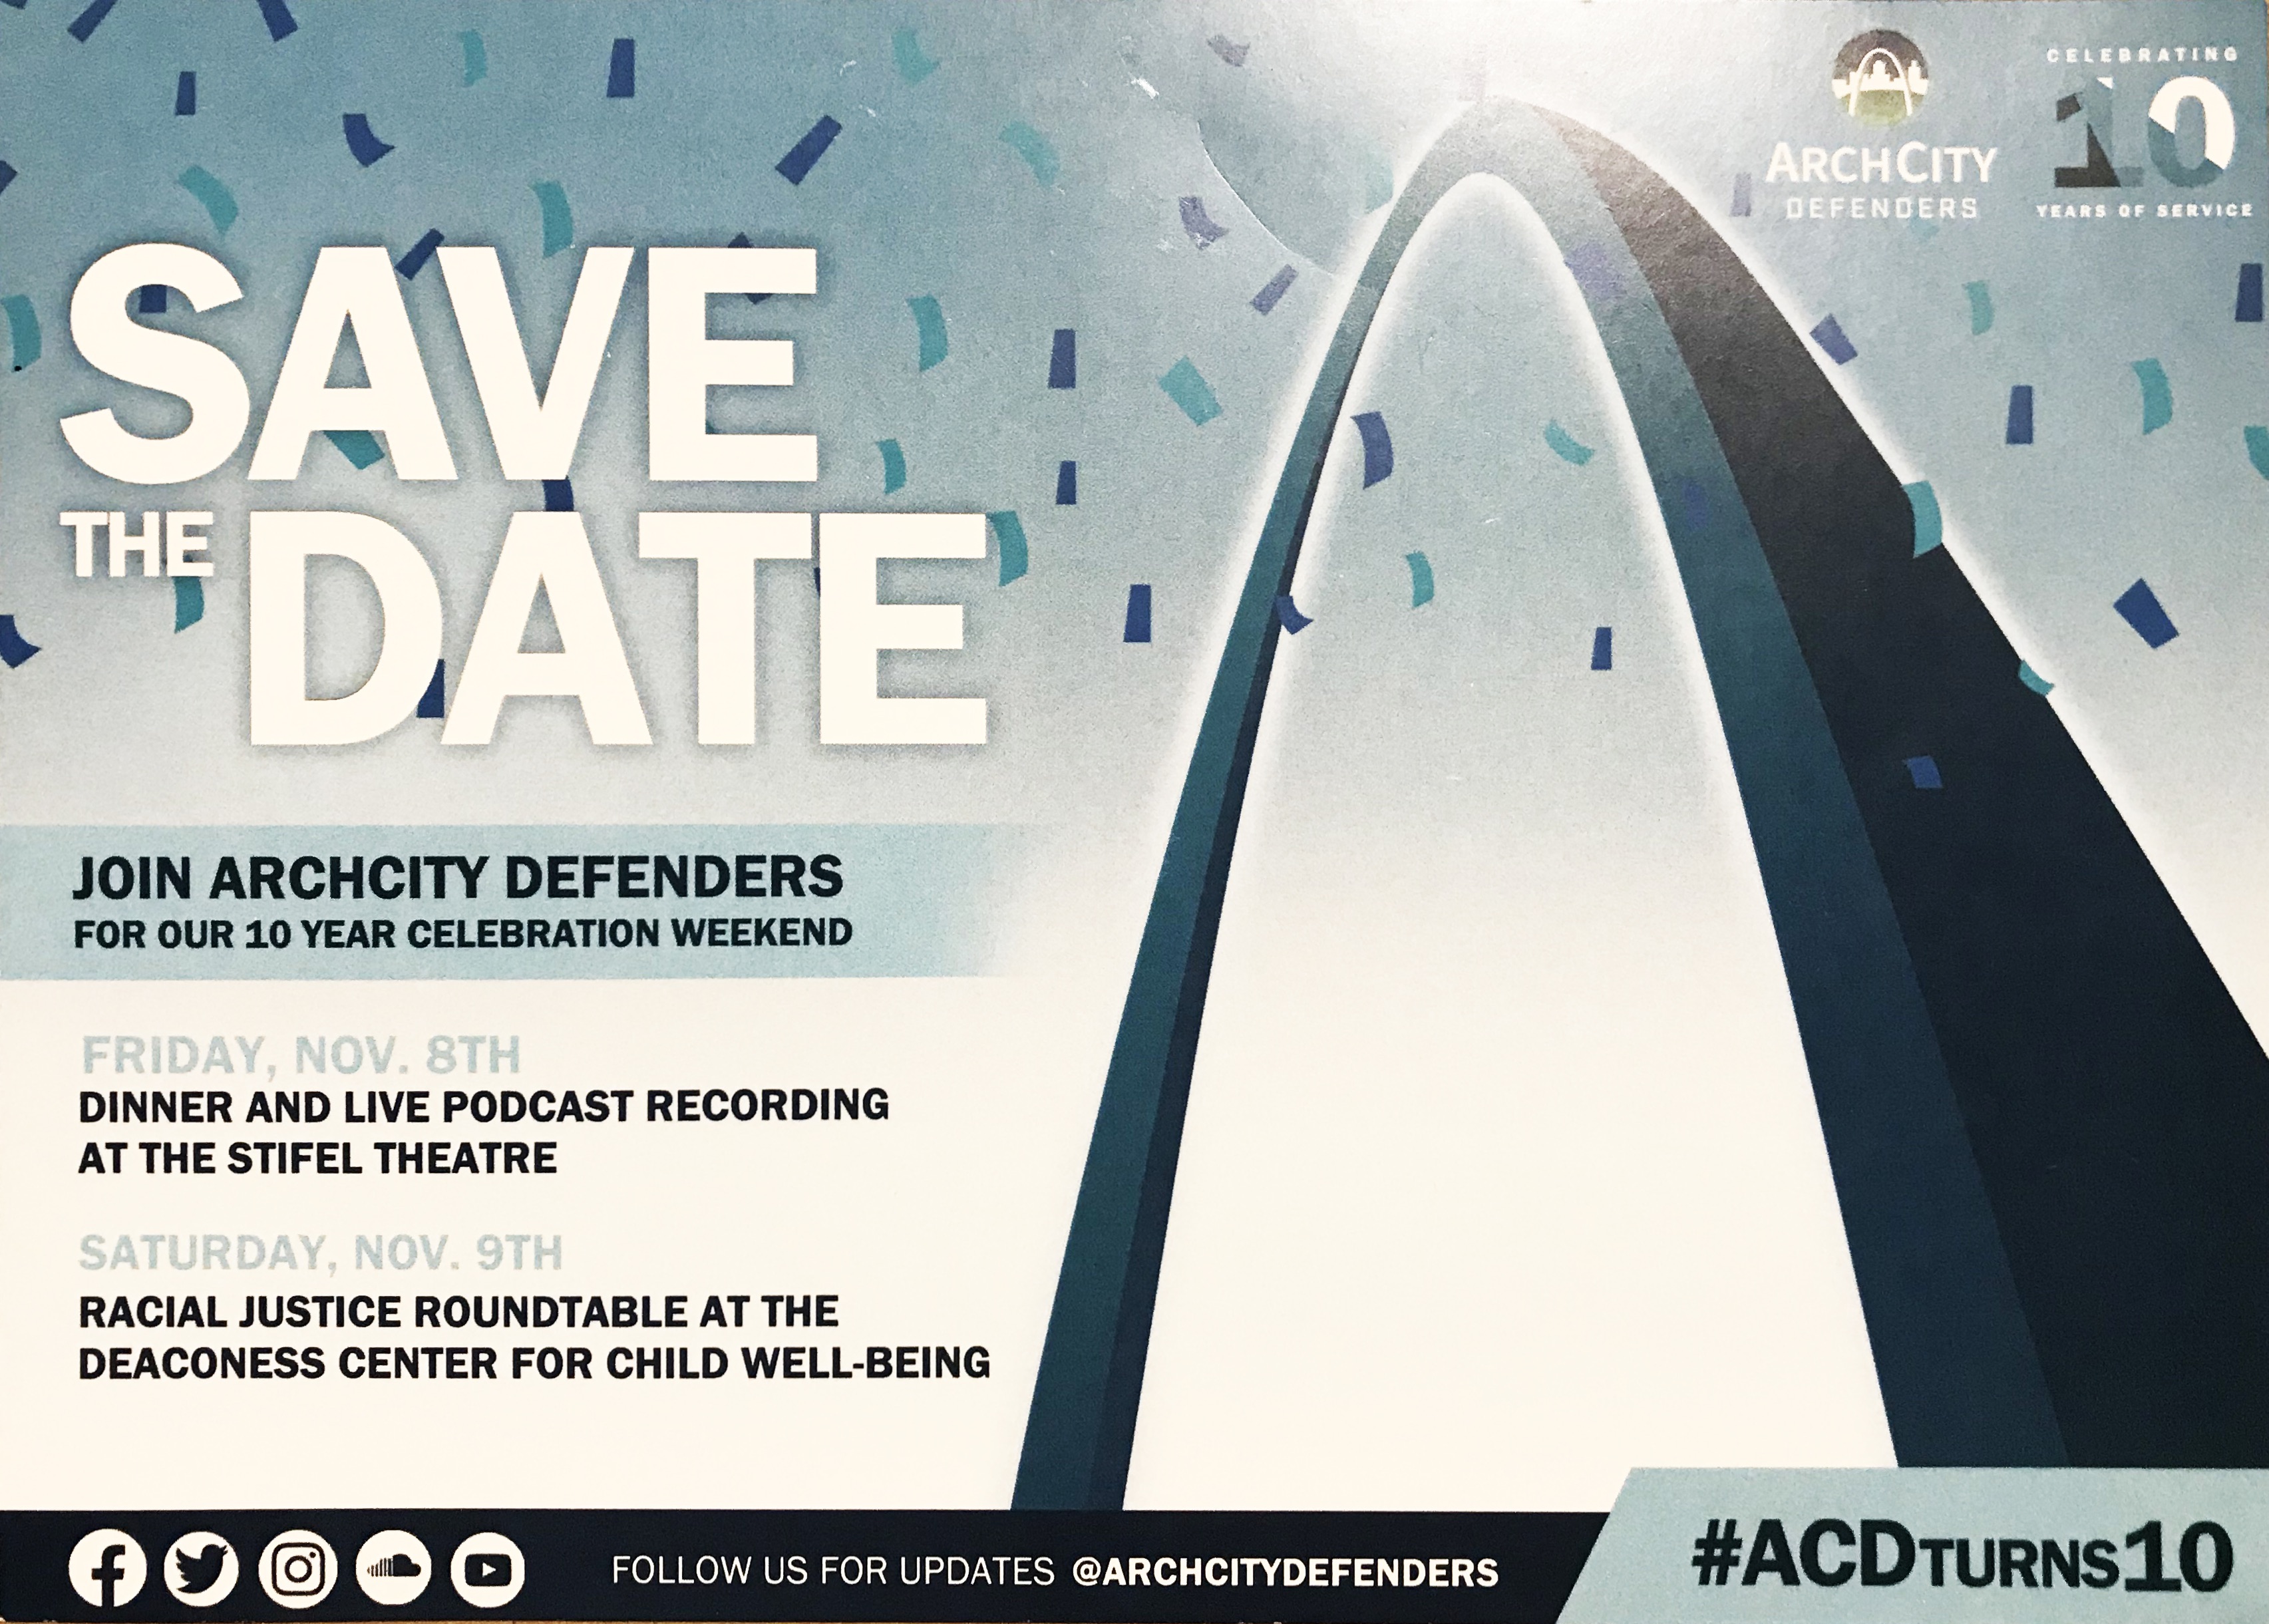 CELEBRATING
10
YEARS OF SERVICE
ARCHCITY
DEFENDERS
SAVE
THE DATE
JOIN ARCHCITY DEFENDERS
FOR OUR 10 YEAR CELEBRATION WEEKEND
FRIDAY, NOV. 8TH
DINNER AND LIVE PODCAST RECORDING
AT THE STIFEL THEATRE
SATURDAY, NOV. 9TH
RACIAL JUSTICE ROUNDTABLE AT THE
DEACONESS CENTER FOR CHILD WELL-BEING
FOLLOW US FOR UPDATES @ARCHCITYDEFENDERS
#ACDTURNS10